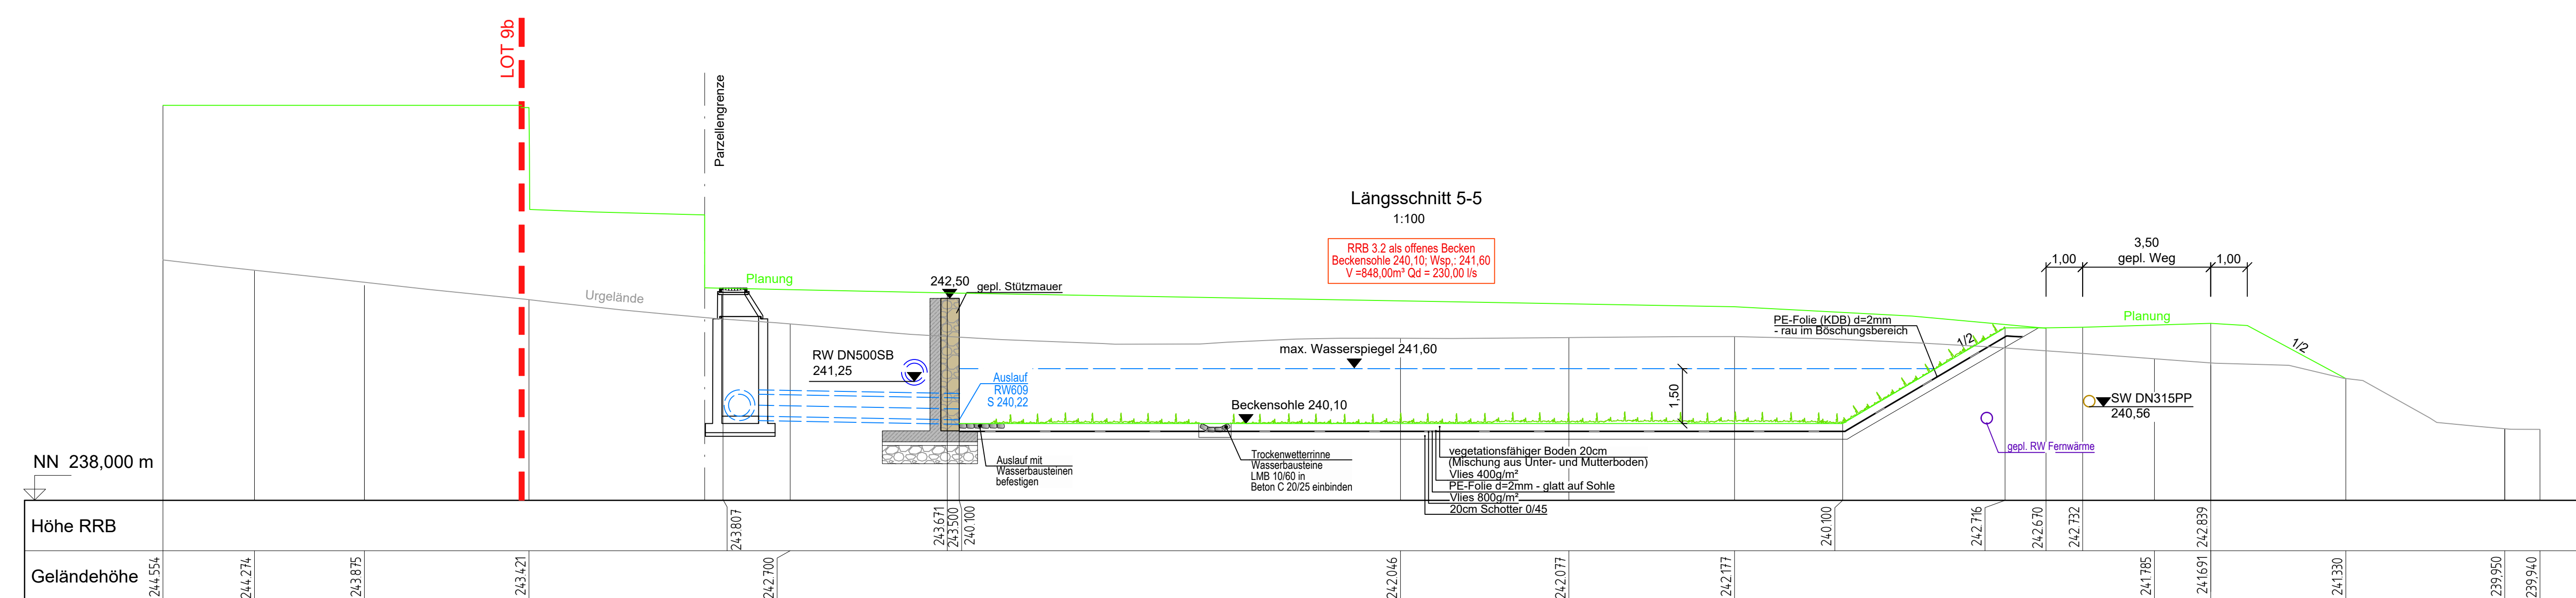 LOT 9b
Parzellengrenze
Längsschnitt 5-5
1:100
RRB 3.2 als offenes Becken
Beckensohle 240,10; Wsp,: 241,60
V =848,00m³ Qd = 230,00 l/s
3,50
1,00
gepl. Weg
1,00
Planung
242,50
gepl. Stützmauer
Urgelände
Planung
PE-Folie (KDB) d=2mm
- rau im Böschungsbereich
1/2
1/2
max. Wasserspiegel 241,60
RW DN500SB
241,25
Auslauf
RW609
S 240,22
1,50
Beckensohle 240,10
SW DN315PP
240,56
gepl. RW Fernwärme
Auslauf mit
Wasserbausteinen
befestigen
Trockenwetterrinne
Wasserbausteine
LMB 10/60 in
Beton C 20/25 einbinden
vegetationsfähiger Boden 20cm
(Mischung aus Unter- und Mutterboden)
Vlies 400g/m²
PE-Folie d=2mm - glatt auf Sohle
Vlies 800g/m²
20cm Schotter 0/45
NN 238,000 m
Höhe RRB
243.807
243.671
243.500
240.100
240.100
242.716
242.670
242.732
242.839
Geländehöhe
244.554
244.274
243.875
243.421
242.700
242.046
242.077
242.177
241.785
241.691
241.330
239.950
239.940